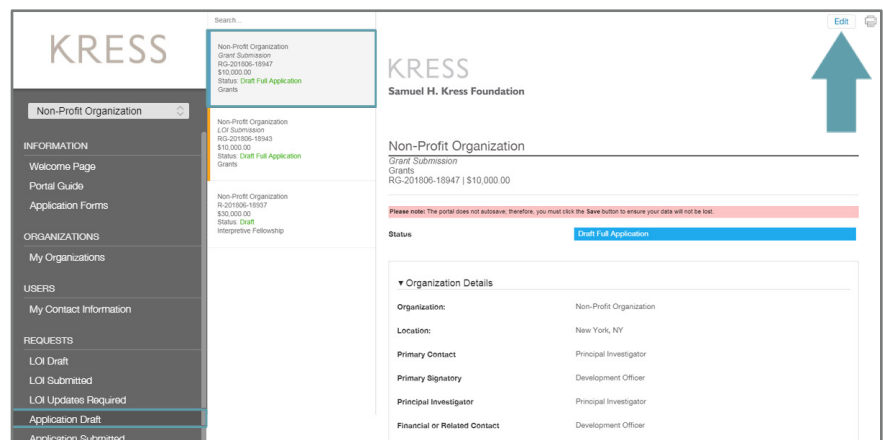 KRESS
Non-Profit Organization
INFORMATION
Welcome Page
Portal Guide
Application Forms
ORGANIZATIONS
My Organizations
USERS
My Contact Information
REQUESTS
LOI Draft
LOI Submitted
LOI Updates Required
Application Draft
Application Submitted
Search...
Non-Profit Organization
Grant Submission
RG-201806-18947
$10,000.00
Status: Draft Full Application
Grants
Non-Profit Organization
LOI Submission
RG-201806-18943
$10,000.00
Status: Draft Full Application
Grants
Non-Profit Organization
R-201806-18937
$30,000.00
Status: Draft
Interpretive Fellowship
Edit
KRESS
Samuel H. Kress Foundation
Non-Profit Organization
Grant Submission
Grants
RG-201806-18947 | $10,000.00
Please note: The portal does not autosave; therefore, you must click the Save button to ensure your data will not be lost.
Status Draft Full Application
▼ Organization Details
Organization: Non-Profit Organization
Location: New York, NY
Primary Contact Principal Investigator
Primary Signatory Development Officer
Principal Investigator Principal Investigator
Financial or Related Contact Development Officer